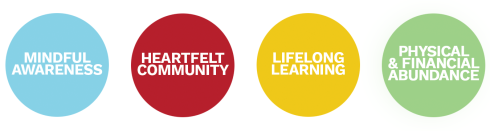 MINDFUL
AWARENESS
HEARTFELT
COMMUNITY
LIFELONG
LEARNING
PHYSICAL
& FINANCIAL
ABUNDANCE